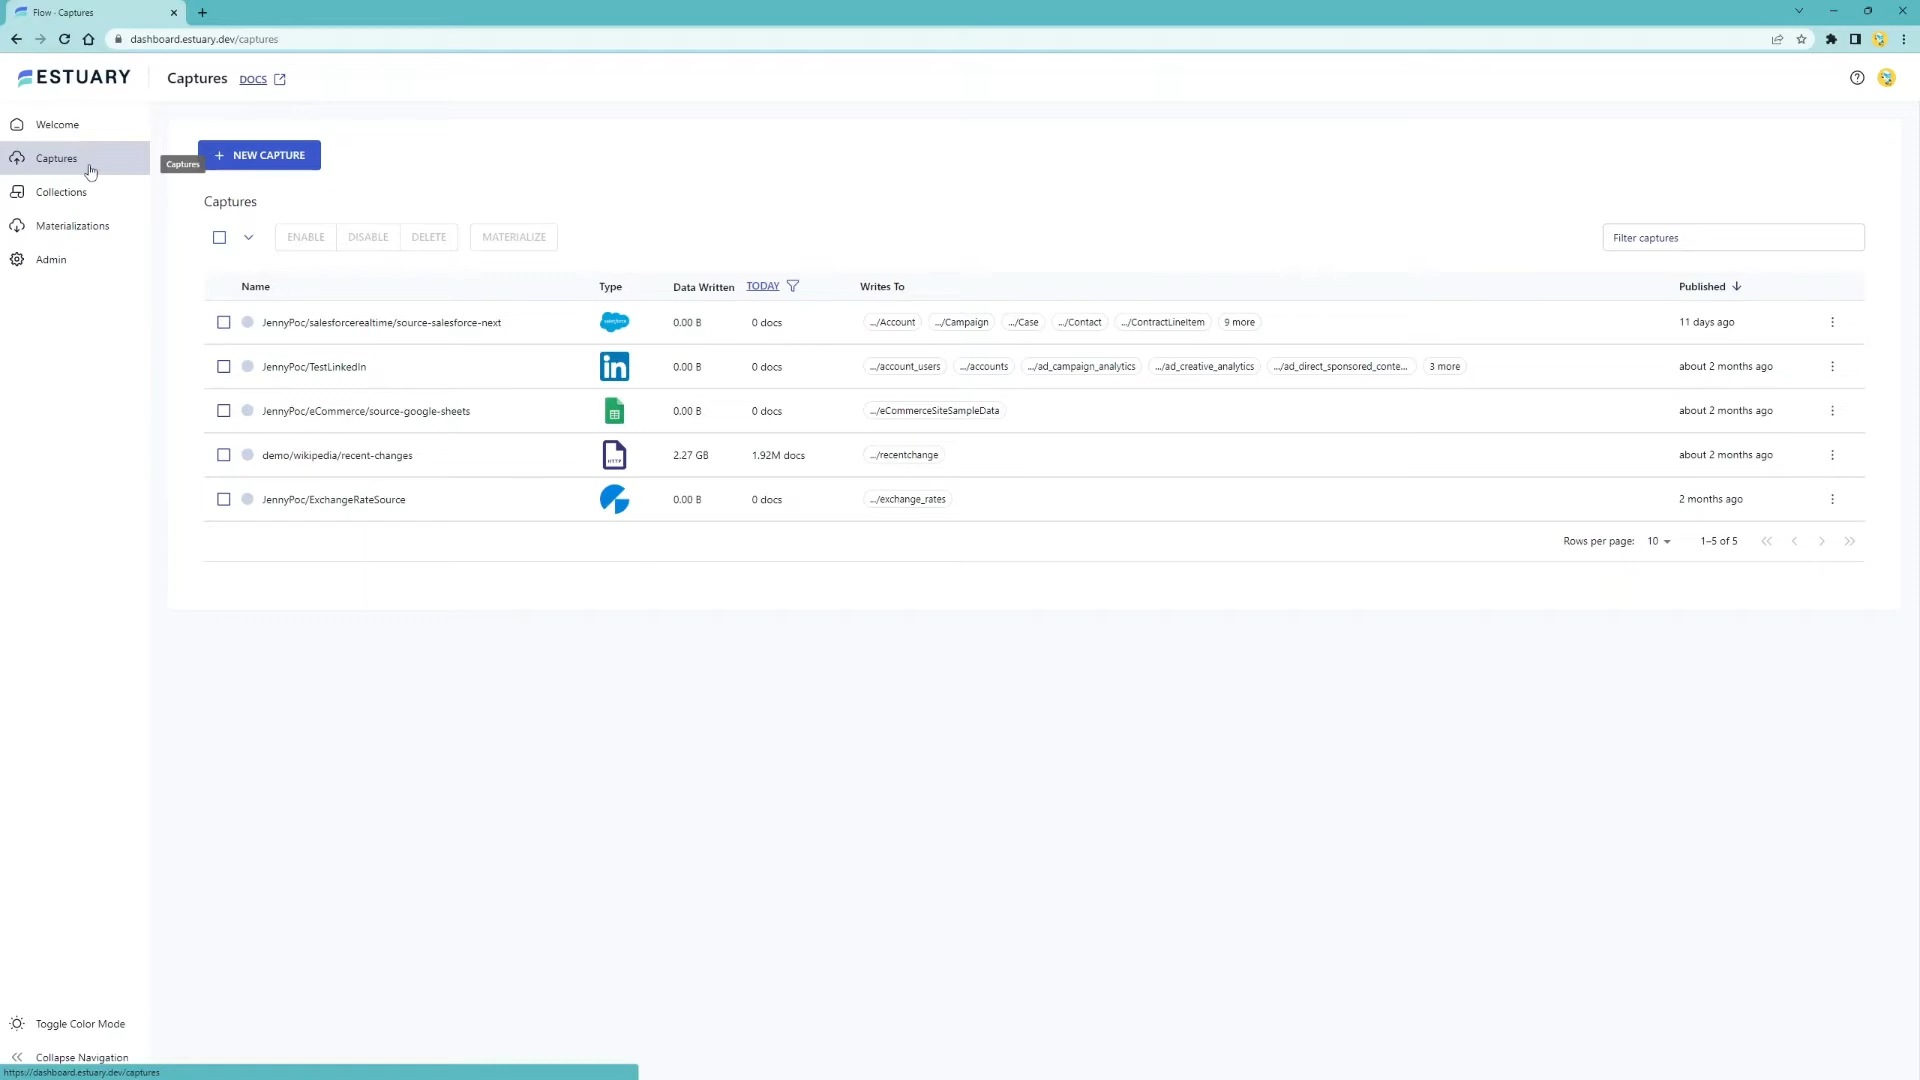 Flow - Captures
dashboard.estuary.dev/captures
ESTUARY
Captures DOCS
Welcome
Captures
Collections
Materializations
Admin
Captures
+ NEW CAPTURE
Captures
ENABLE DISABLE DELETE MATERIALIZE
Filter captures
Name Type Data Written TODAY Writes To Published
JennyPoc/salesforcerealtime/source-salesforce-next salesforce 0.00 B 0 docs .../Account .../Campaign .../Case .../Contact .../ContractLineItem 9 more 11 days ago
JennyPoc/TestLinkedIn in 0.00 B 0 docs .../account_users .../accounts .../ad_campaign_analytics .../ad_creative_analytics .../ad_direct_sponsored_conte... 3 more about 2 months ago
JennyPoc/eCommerce/source-google-sheets 0.00 B 0 docs .../eCommerceSiteSampleData about 2 months ago
demo/wikipedia/recent-changes HTTP 2.27 GB 1.92M docs .../recentchange about 2 months ago
JennyPoc/ExchangeRateSource 0.00 B 0 docs .../exchange_rates 2 months ago
Rows per page: 10 1–5 of 5
Toggle Color Mode
Collapse Navigation
https://dashboard.estuary.dev/captures